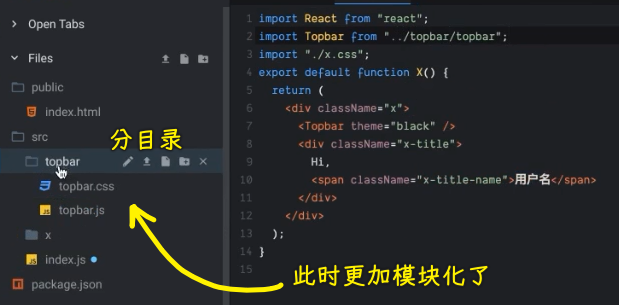 Open Tabs
Files
public
index.html
src
分目录
topbar
topbar.css
topbar.js
x
index.js
package.json
1 import React from "react";
2 import Topbar from "../topbar/topbar";
3 import "./x.css";
4 export default function X() {
5 return (
6 <div className="x">
7 <Topbar theme="black" />
8 <div className="x-title">
9 Hi,
10 <span className="x-title-name">用户名</span>
11 </div>
12 </div>
13 );
14 }
15
此时更加模块化了